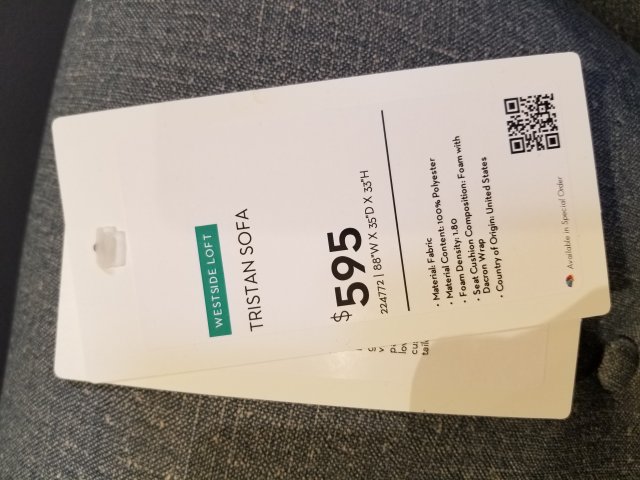 WESTSIDE LOFT
TRISTAN SOFA
$595
224772 | 88"W X 35"D X 33"H
• Material: Fabric
• Material Content: 100% Polyester
• Foam Density: 1.80
• Seat Cushion Composition: Foam with
Dacron Wrap
• Country of Origin: United States
Available in Special Order